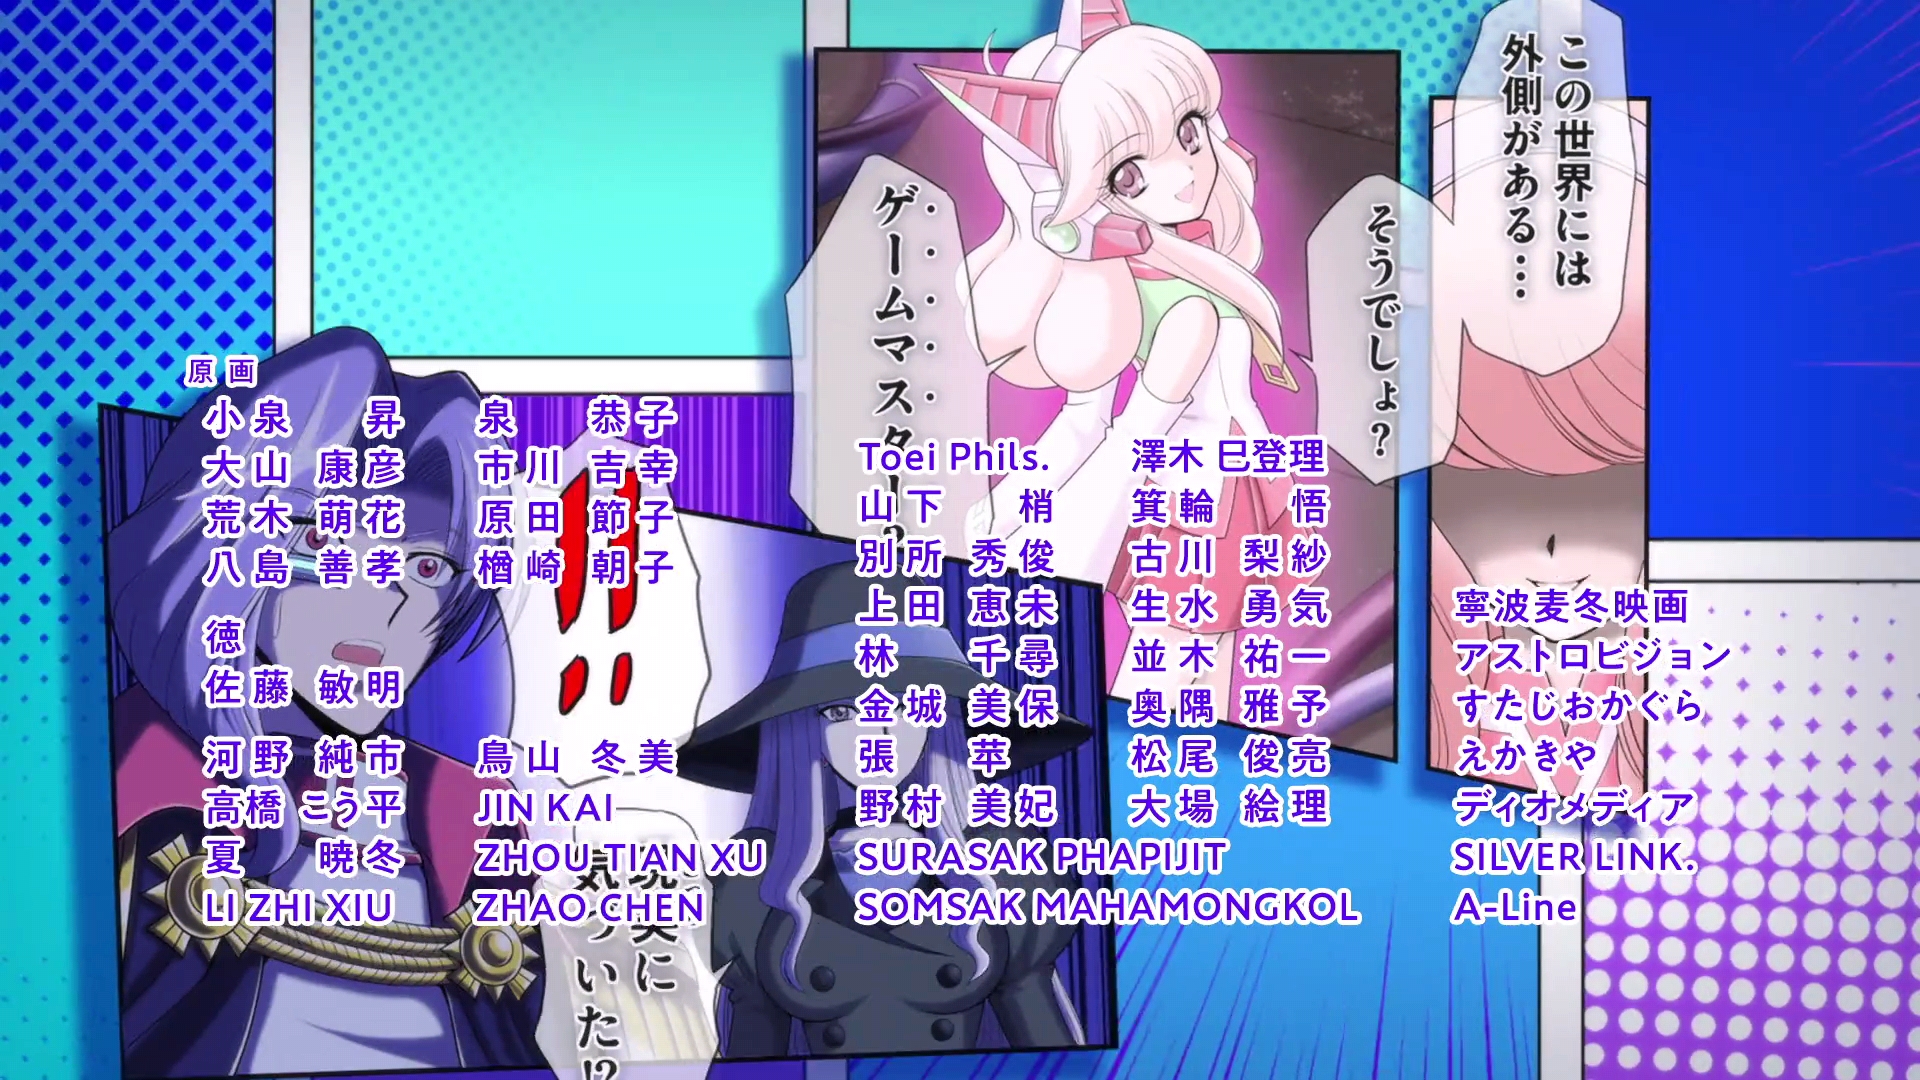 この世界には
外側がある…
そうでしょ?
ゲームマスター?
!!
現実に
気づいた!?
原画
小泉 昇
大山 康彦
荒木 萌花
八島 善孝
徳
佐藤 敏明
河野 純市
高橋 こう平
夏 暁冬
LI ZHI XIU
泉 恭子
市川 吉幸
原田 節子
楢崎 朝子
鳥山 冬美
JIN KAI
ZHOU TIAN XU
ZHAO CHEN
Toei Phils.
山下 梢
別所 秀俊
上田 恵未
林 千尋
金城 美保
張 苹
野村 美妃
SURASAK PHAPIJIT
SOMSAK MAHAMONGKOL
澤木 巳登理
箕輪 悟
古川 梨紗
生水 勇気
並木 祐一
奥隅 雅予
松尾 俊亮
大場 絵理
寧波麦冬映画
アストロビジョン
すたじおかぐら
えかきや
ディオメディア
SILVER LINK.
A-Line